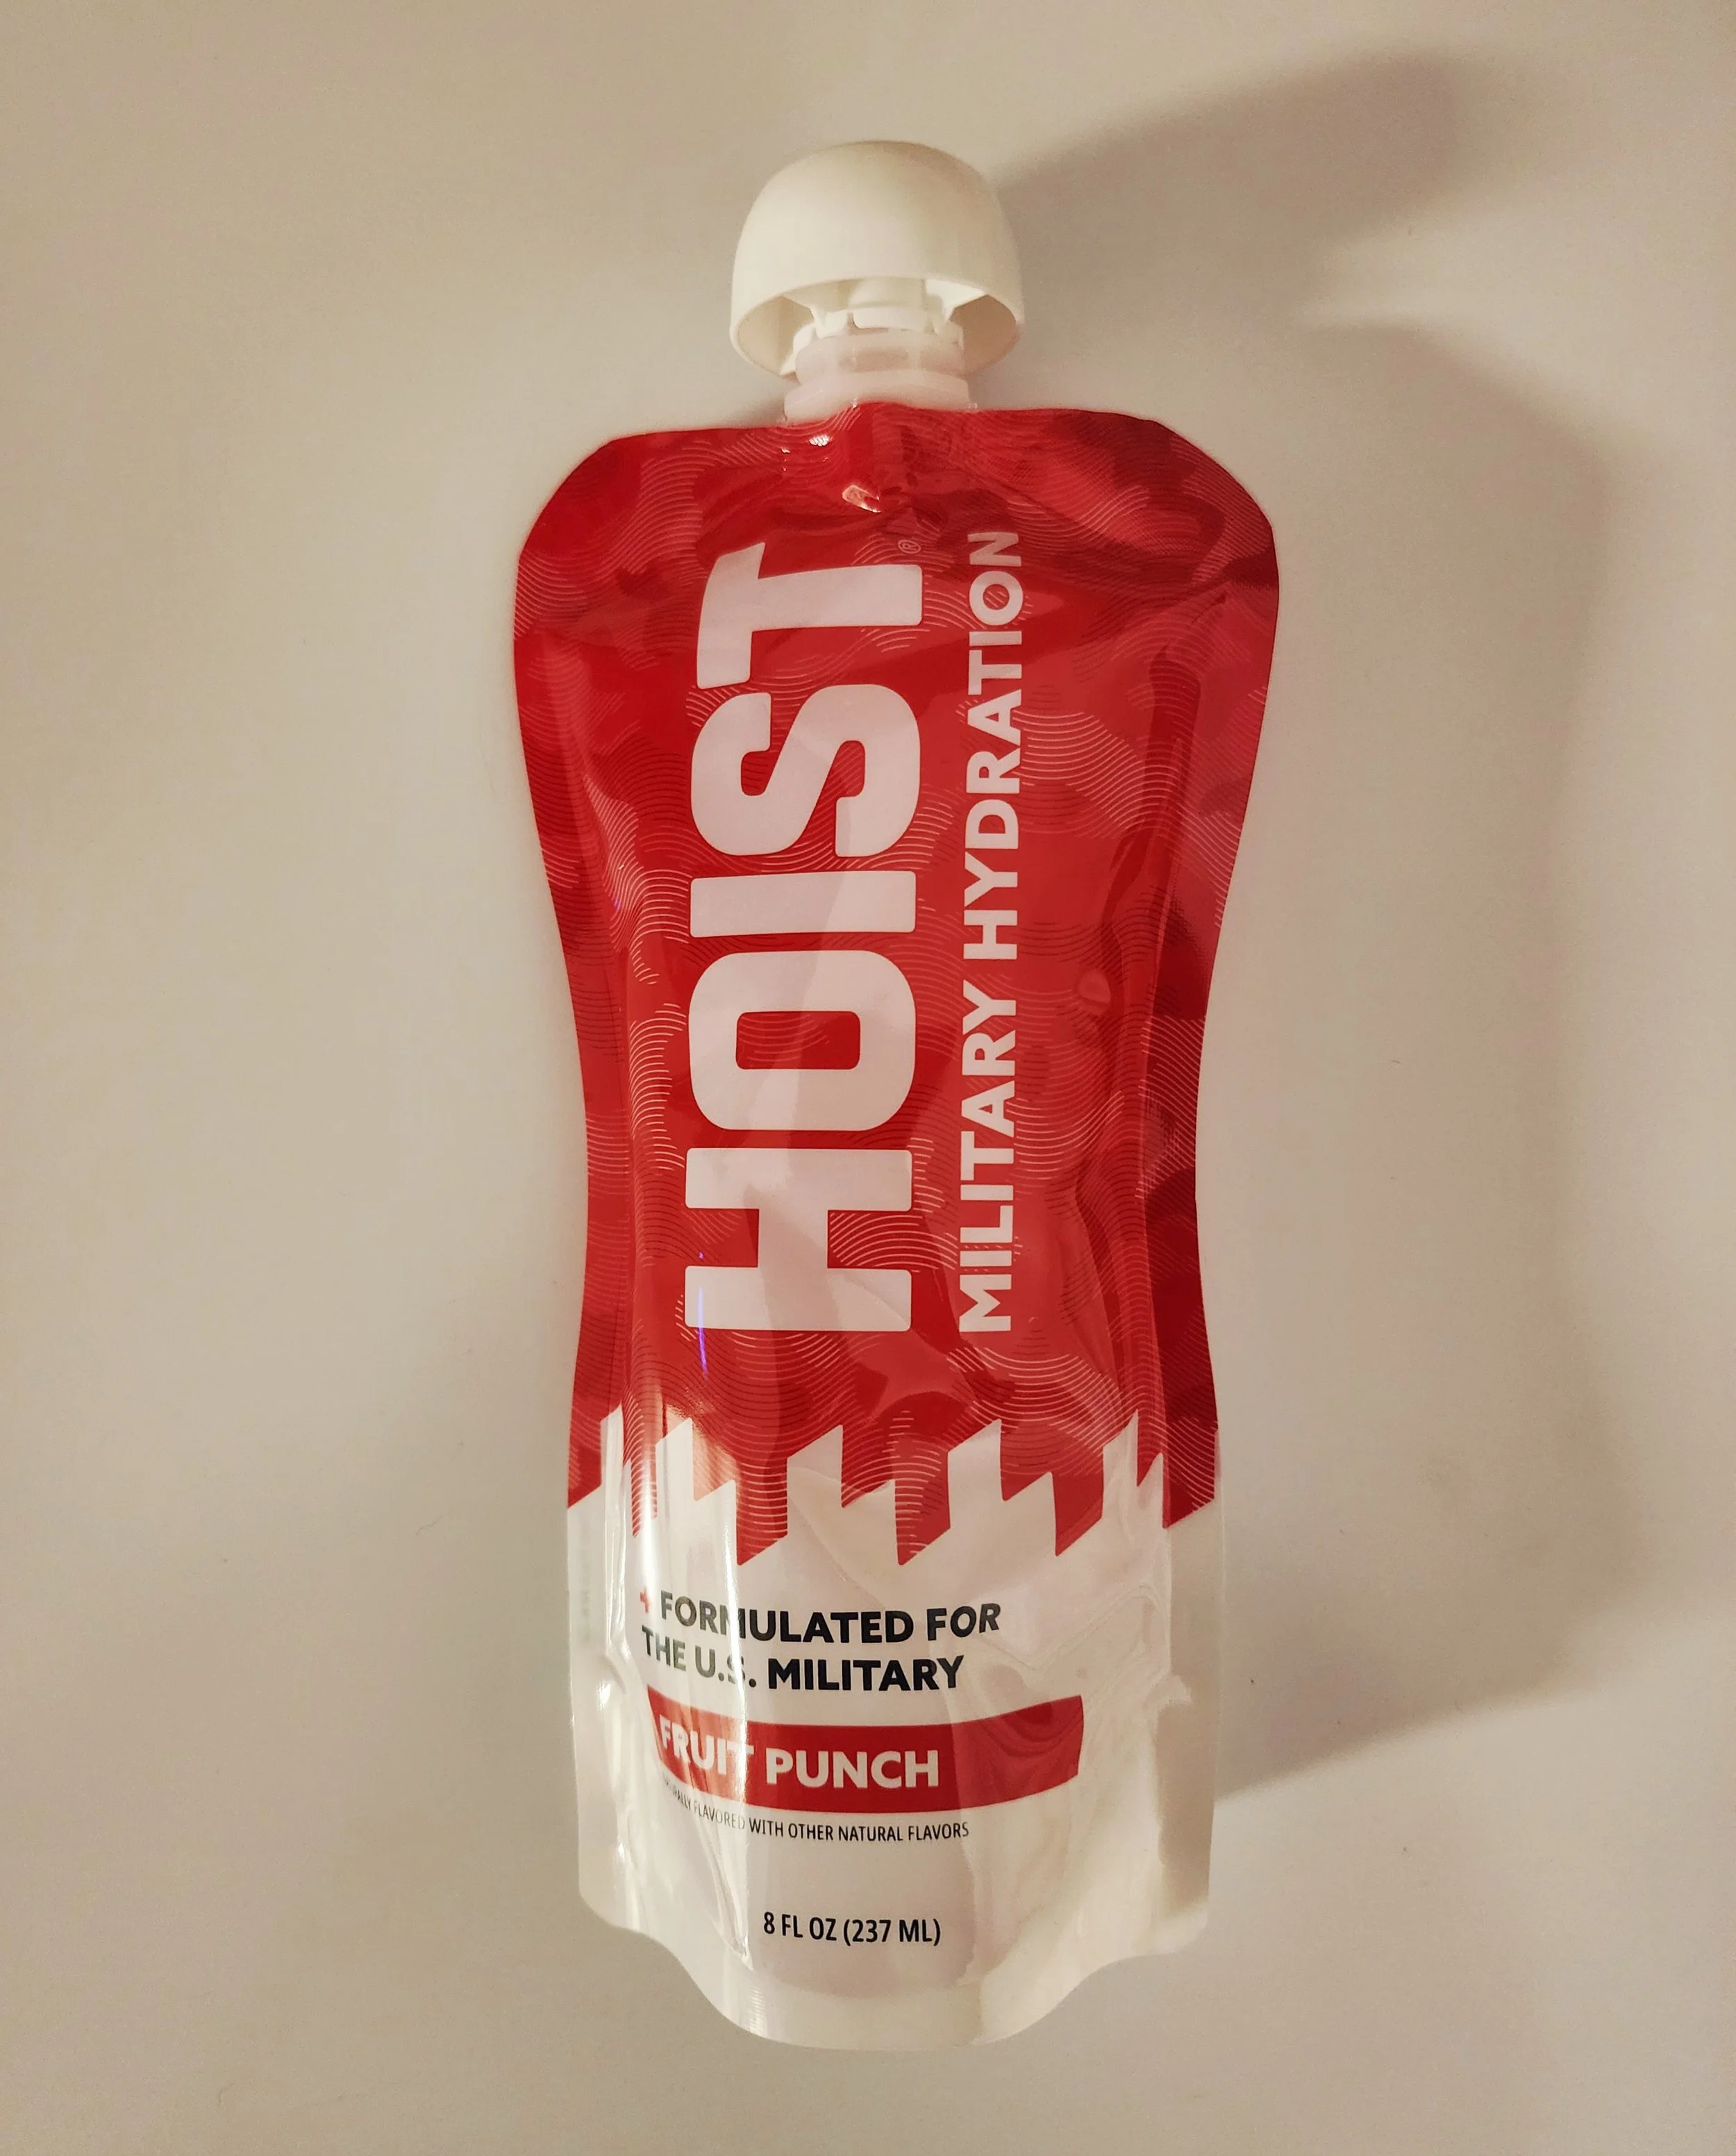 HOIST®
MILITARY HYDRATION
+ FORMULATED FOR
THE U.S. MILITARY
FRUIT PUNCH
FLAVORED WITH OTHER NATURAL FLAVORS
8 FL OZ (237 ML)